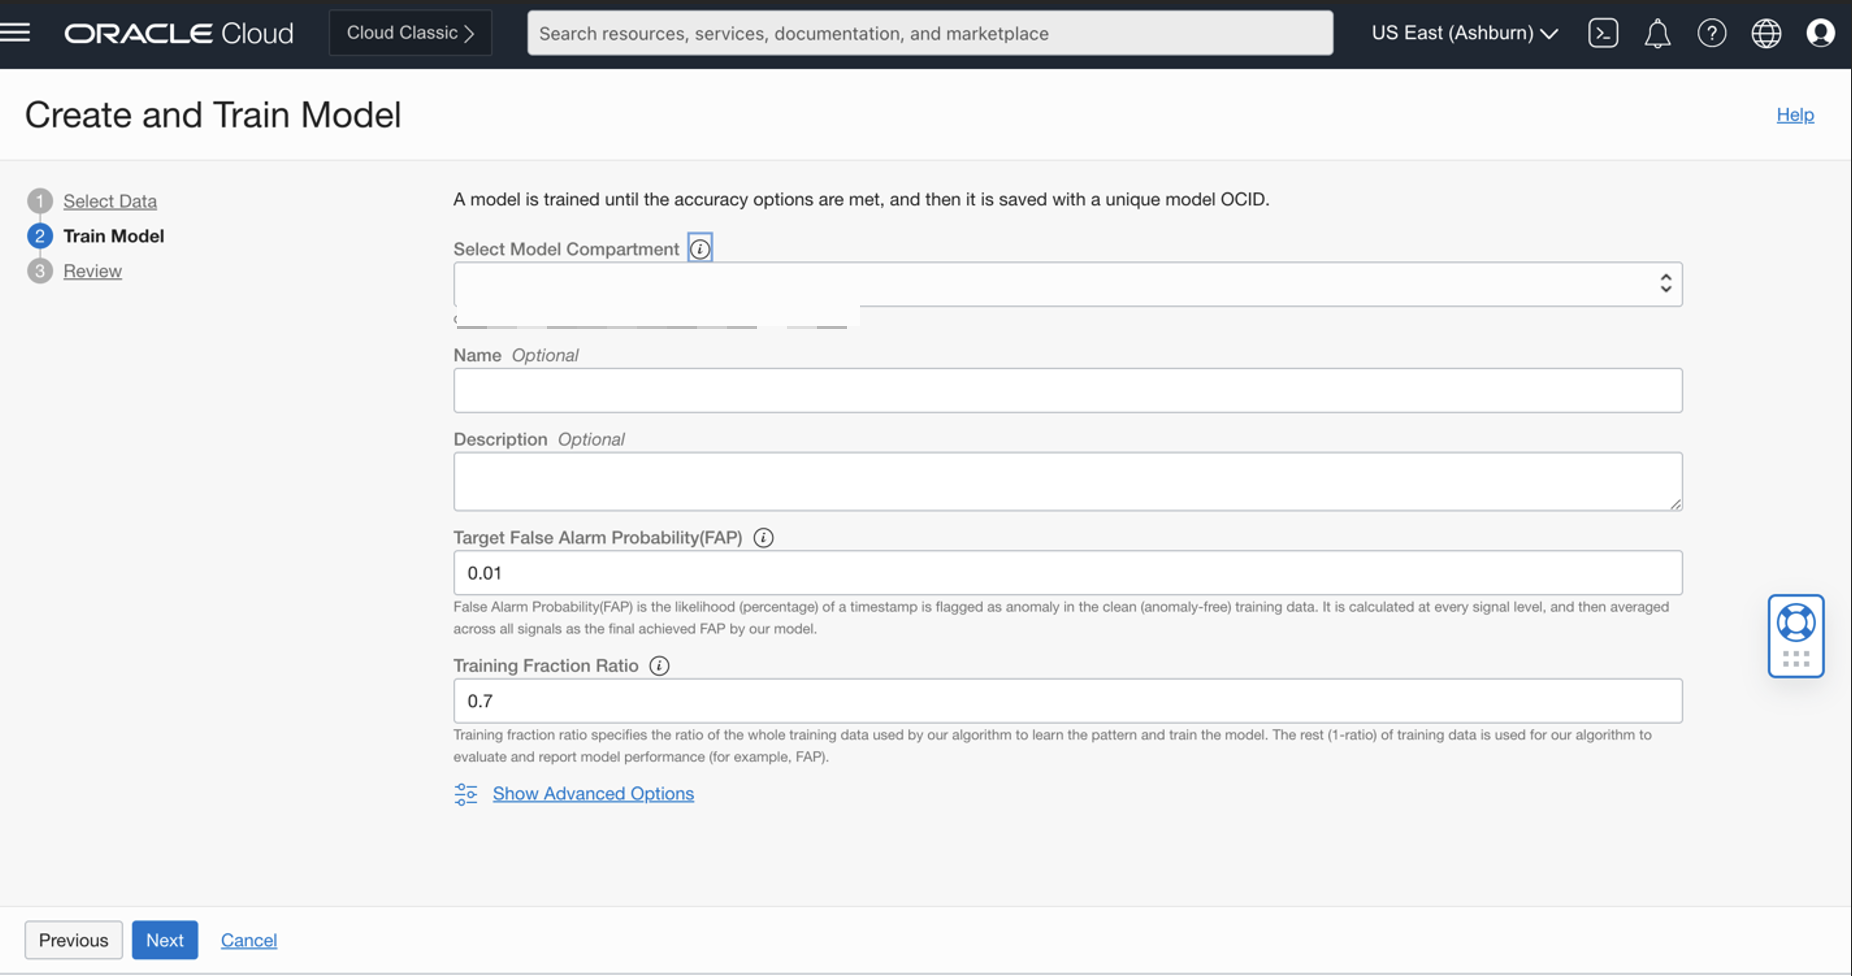 ORACLE Cloud
Cloud Classic
Search resources, services, documentation, and marketplace
US East (Ashburn)
Create and Train Model
Help
1 Select Data
2 Train Model
3 Review
A model is trained until the accuracy options are met, and then it is saved with a unique model OCID.
Select Model Compartment
Name Optional
Description Optional
Target False Alarm Probability(FAP)
0.01
False Alarm Probability(FAP) is the likelihood (percentage) of a timestamp is flagged as anomaly in the clean (anomaly-free) training data. It is calculated at every signal level, and then averaged
across all signals as the final achieved FAP by our model.
Training Fraction Ratio
0.7
Training fraction ratio specifies the ratio of the whole training data used by our algorithm to learn the pattern and train the model. The rest (1-ratio) of training data is used for our algorithm to
evaluate and report model performance (for example, FAP).
Show Advanced Options
Previous
Next
Cancel